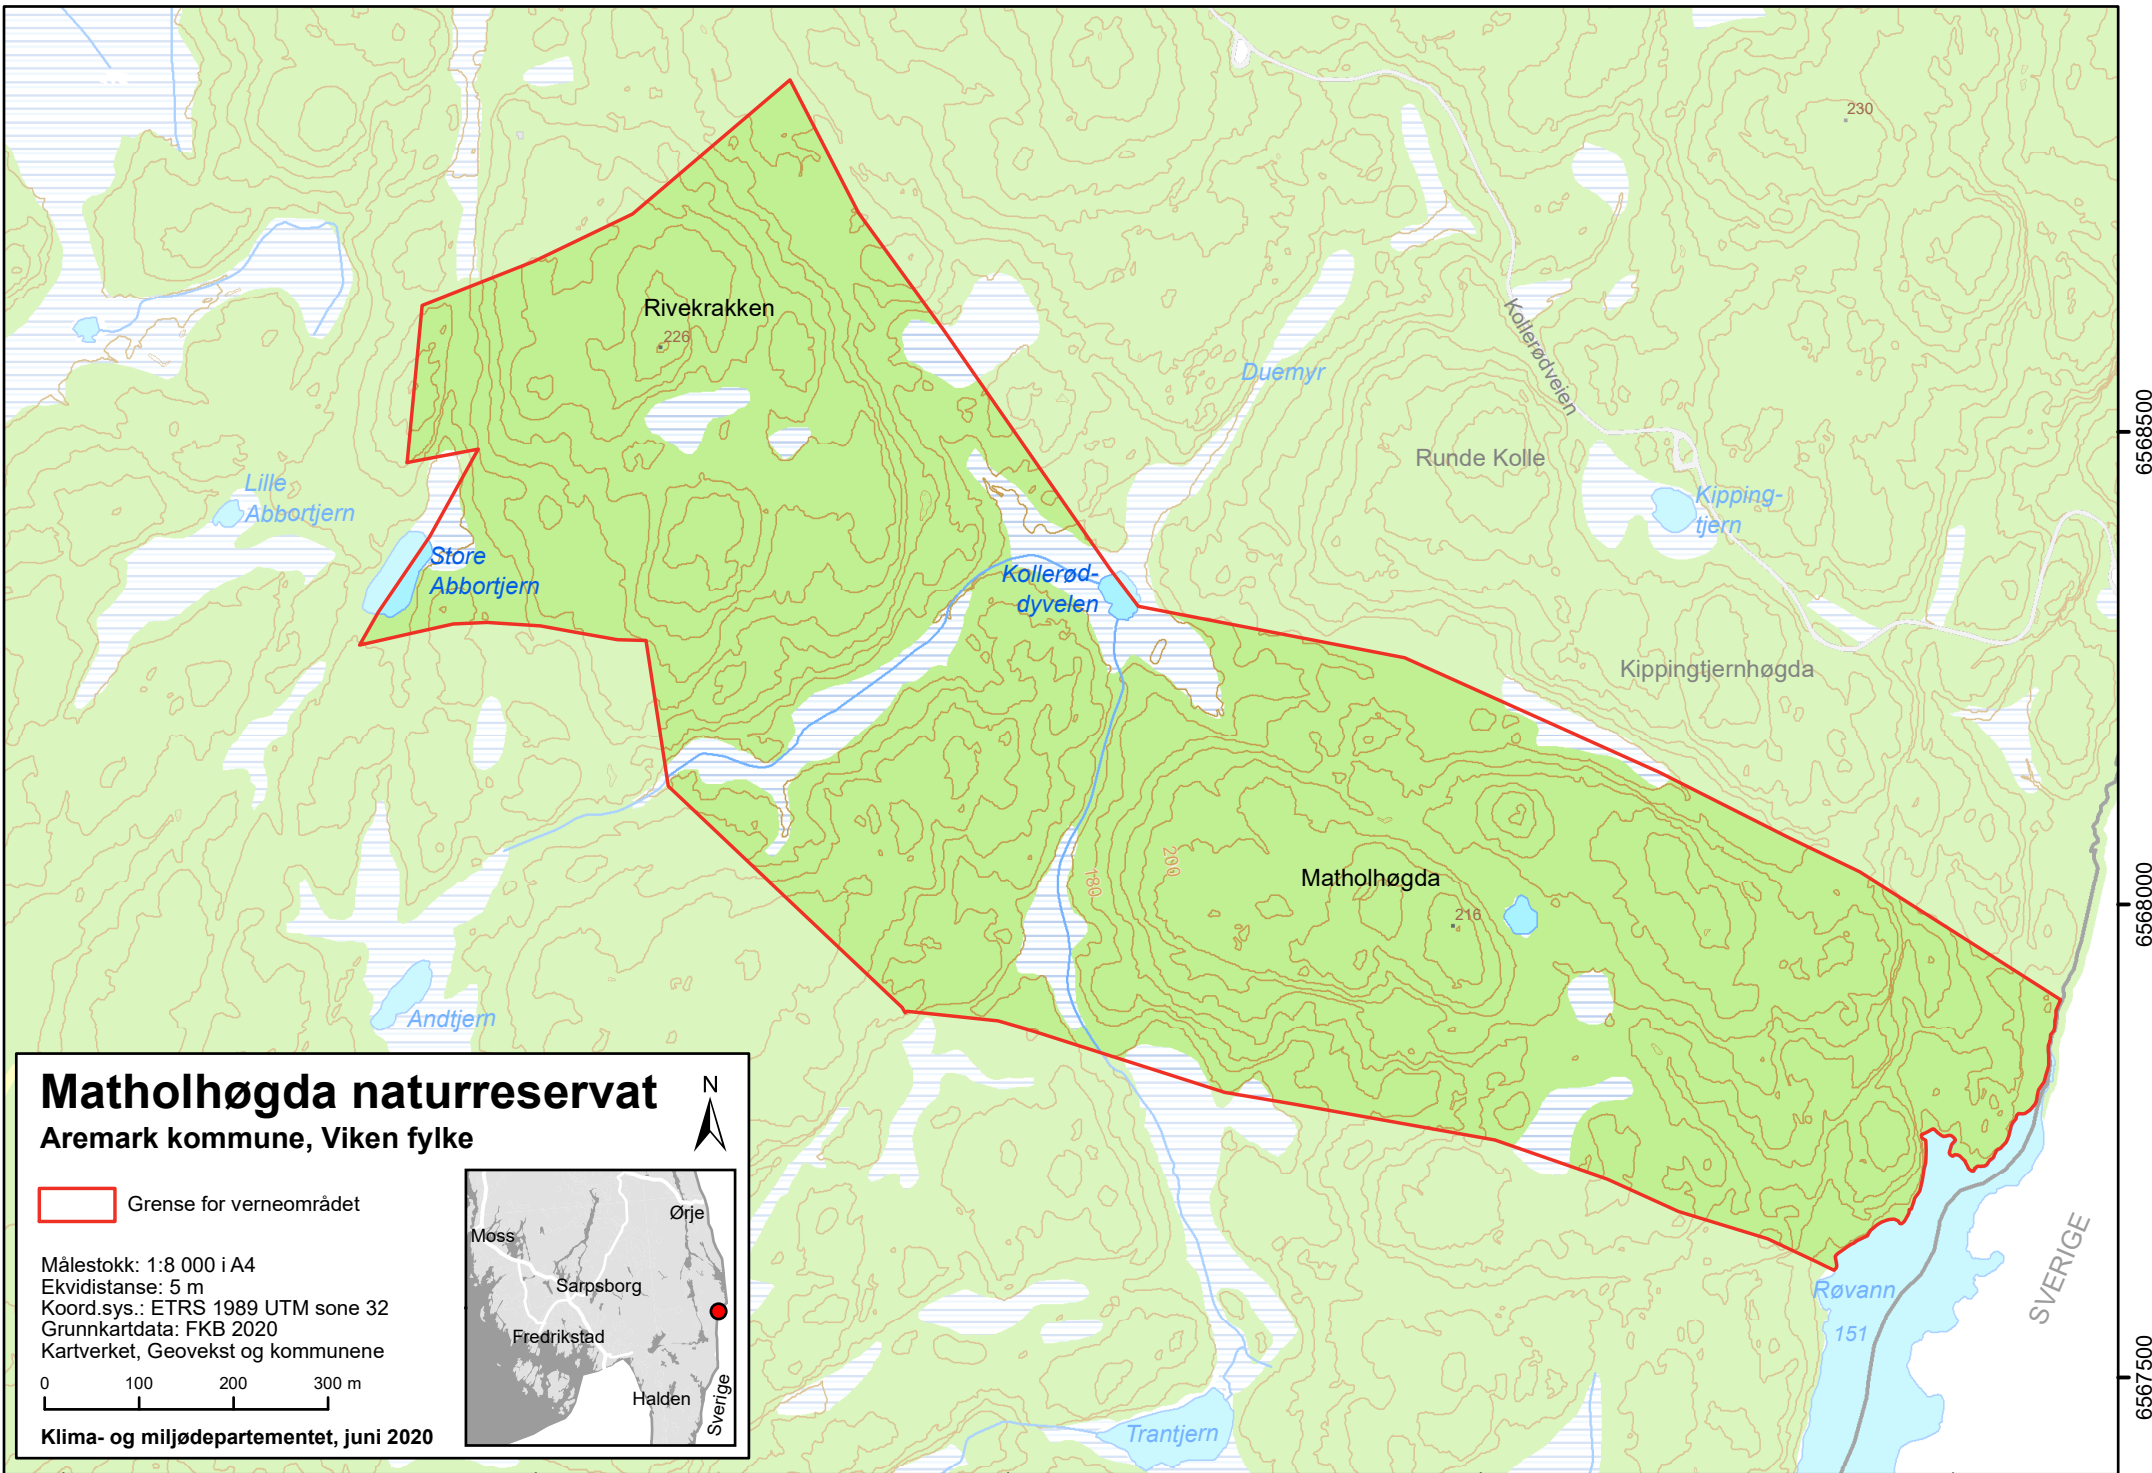 230
Rivekrakken
226
Duemyr
Kollerødveien
Runde Kolle
6568500
Lille
Abbortjern
Kipping-
tjern
Store
Abbortjern
Kollerød-
dyvelen
Kippingtjernhøgda
200
180
Matholhøgda
216
6568000
Andtjern
Røvann
151
SVERIGE
6567500
Trantjern
Matholhøgda naturreservat
Aremark kommune, Viken fylke
N
Grense for verneområdet
Målestokk: 1:8 000 i A4
Ekvidistanse: 5 m
Koord.sys.: ETRS 1989 UTM sone 32
Grunnkartdata: FKB 2020
Kartverket, Geovekst og kommunene
0 100 200 300 m
Klima- og miljødepartementet, juni 2020
Ørje
Moss
Sarpsborg
Fredrikstad
Halden
Sverige